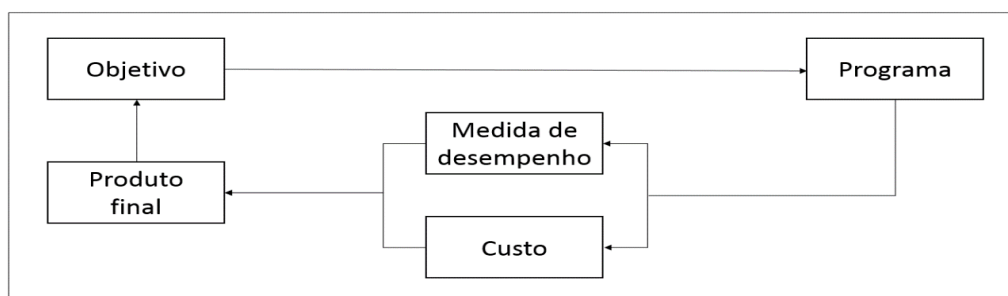 Objetivo
Programa
Medida de
desempenho
Produto
final
Custo